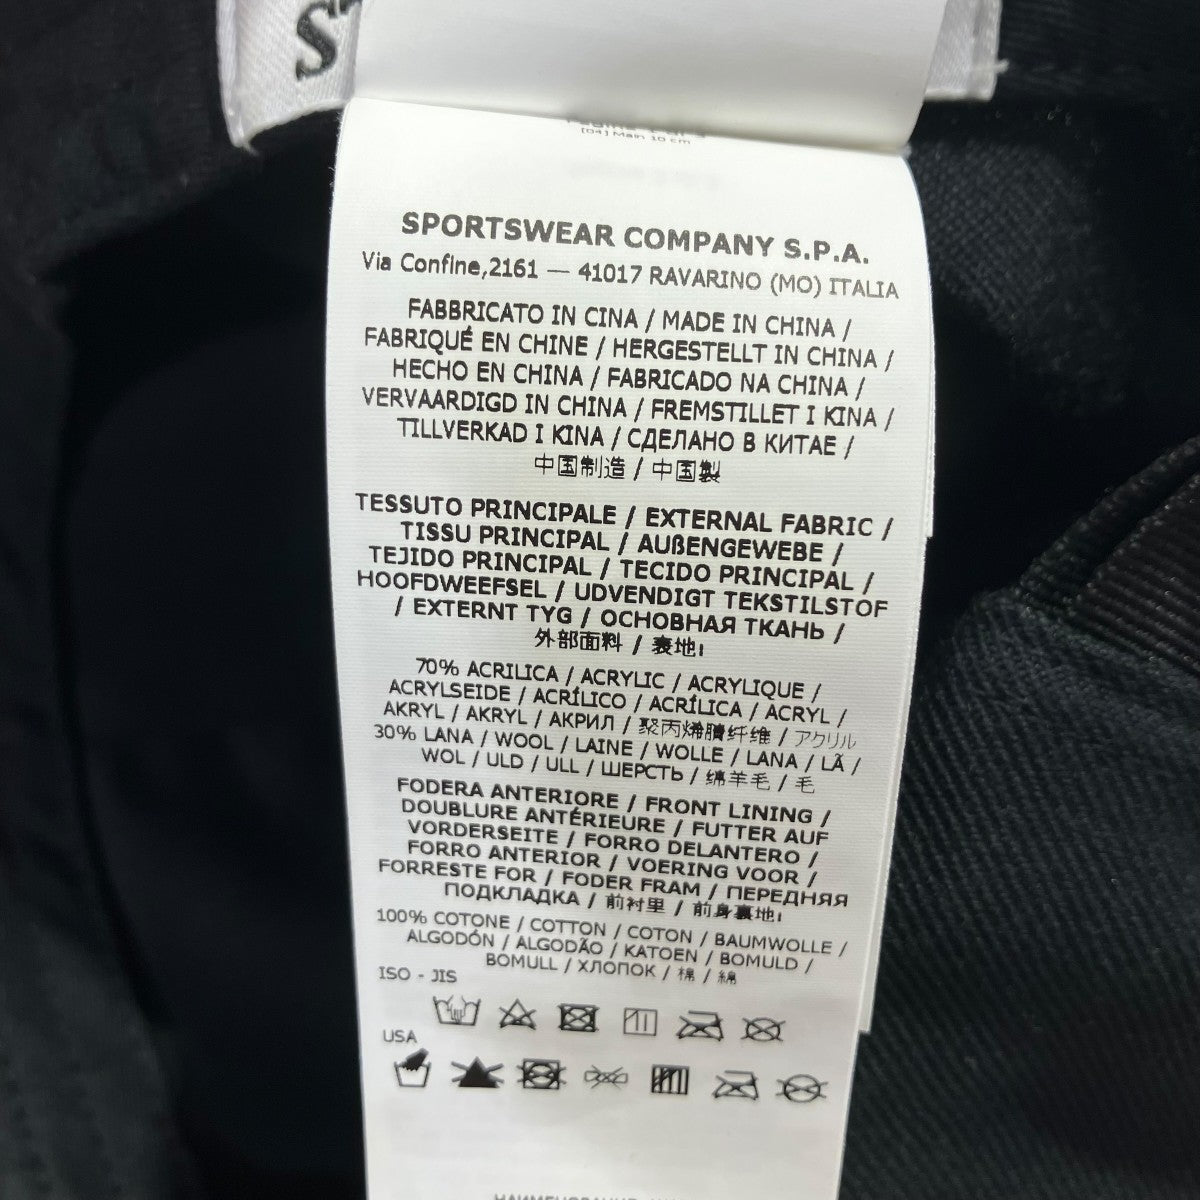 [04] Main 10 cm
SPORTSWEAR COMPANY S.P.A.
Via Confine,2161 — 41017 RAVARINO (MO) ITALIA
FABBRICATO IN CINA / MADE IN CHINA /
FABRIQUÉ EN CHINE / HERGESTELLT IN CHINA /
HECHO EN CHINA / FABRICADO NA CHINA /
VERVAARDIGD IN CHINA / FREMSTILLET I KINA /
TILLVERKAD I KINA / СДЕЛАНО В КИТАЕ /
中国制造 / 中国製
TESSUTO PRINCIPALE / EXTERNAL FABRIC /
TISSU PRINCIPAL / AUßENGEWEBE /
TEJIDO PRINCIPAL / TECIDO PRINCIPAL /
HOOFDWEEFSEL / UDVENDIGT TEKSTILSTOF
/ EXTERNT TYG / ОСНОВНАЯ ТКАНЬ /
外部面料 / 表地:
70% ACRILICA / ACRYLIC / ACRYLIQUE /
ACRYLSEIDE / ACRÍLICO / ACRÍLICA / ACRYL /
AKRYL / AKRYL / АКРИЛ / 聚丙烯腈纤维 / アクリル
30% LANA / WOOL / LAINE / WOLLE / LANA / LÃ /
WOL / ULD / ULL / ШЕРСТЬ / 绵羊毛 / 毛
FODERA ANTERIORE / FRONT LINING /
DOUBLURE ANTÉRIEURE / FUTTER AUF
VORDERSEITE / FORRO DELANTERO /
FORRO ANTERIOR / VOERING VOOR /
FORRESTE FOR / FODER FRAM / ПЕРЕДНЯЯ
ПОДКЛАДКА / 前衬里 / 前身裏地:
100% COTONE / COTTON / COTON / BAUMWOLLE /
ALGODÓN / ALGODÃO / KATOEN / BOMULD /
BOMULL / ХЛОПОК / 棉 / 綿
ISO - JIS
USA